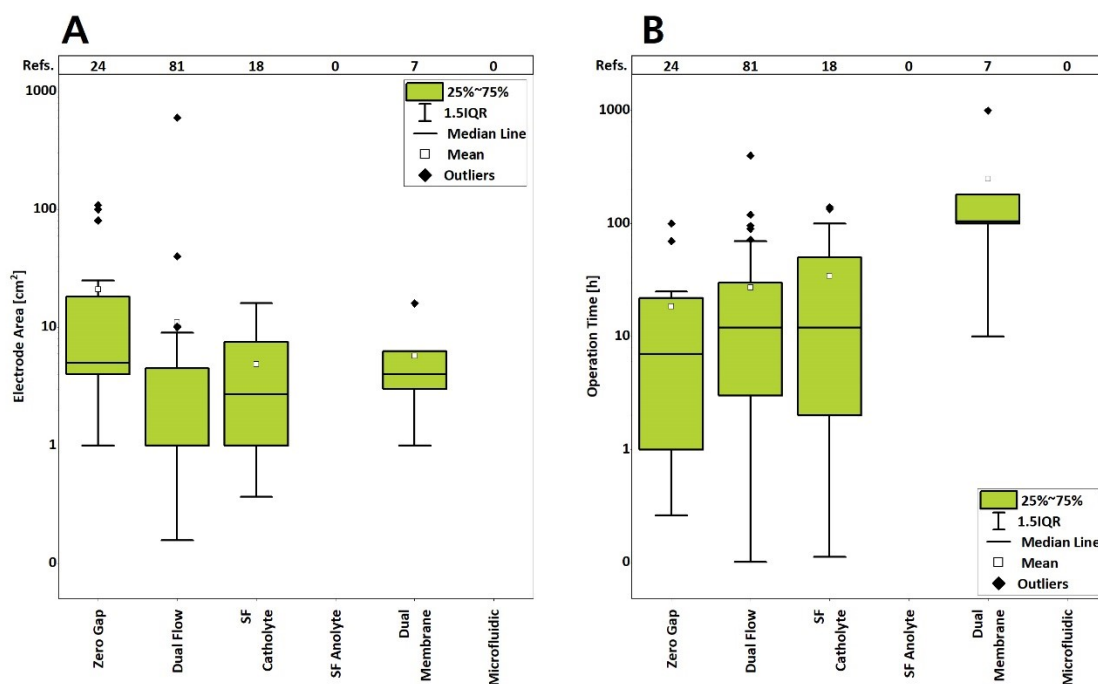 A
Refs. 24 81 18 0 7 0
1000
100
10
1
0
Electrode Area [cm²]
25%~75%
1.5IQR
Median Line
Mean
Outliers
Zero Gap
Dual Flow
SF
Catholyte
SF Anolyte
Dual
Membrane
Microfluidic
B
Refs. 24 81 18 0 7 0
1000
100
10
1
0
Operation Time [h]
25%~75%
1.5IQR
Median Line
Mean
Outliers
Zero Gap
Dual Flow
SF
Catholyte
SF Anolyte
Dual
Membrane
Microfluidic